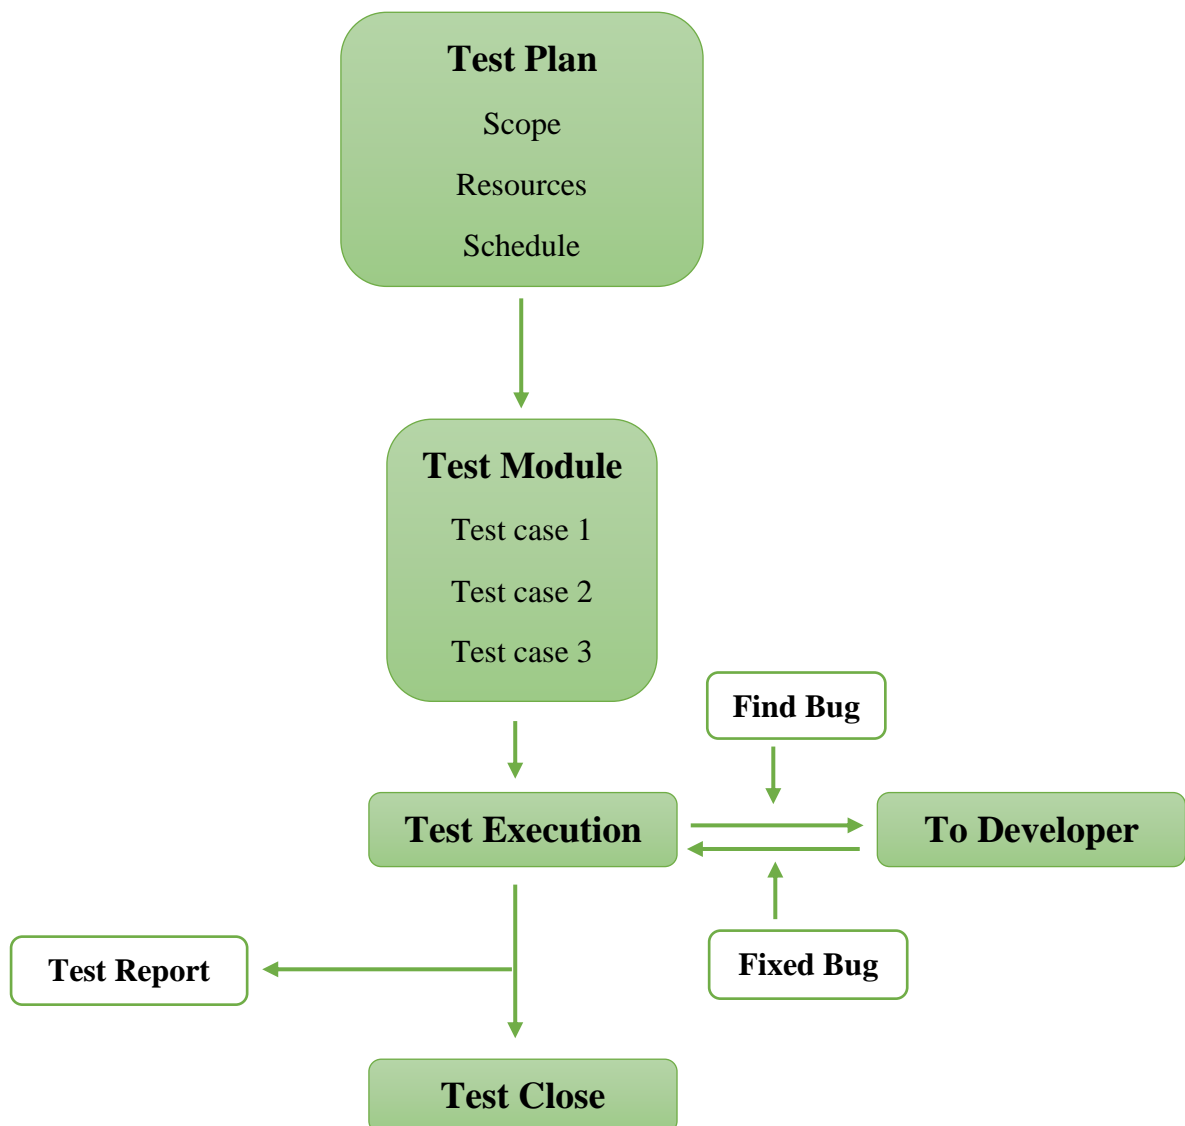 Test Plan
Scope
Resources
Schedule
Test Module
Test case 1
Test case 2
Test case 3
Find Bug
Test Execution
To Developer
Test Report
Fixed Bug
Test Close